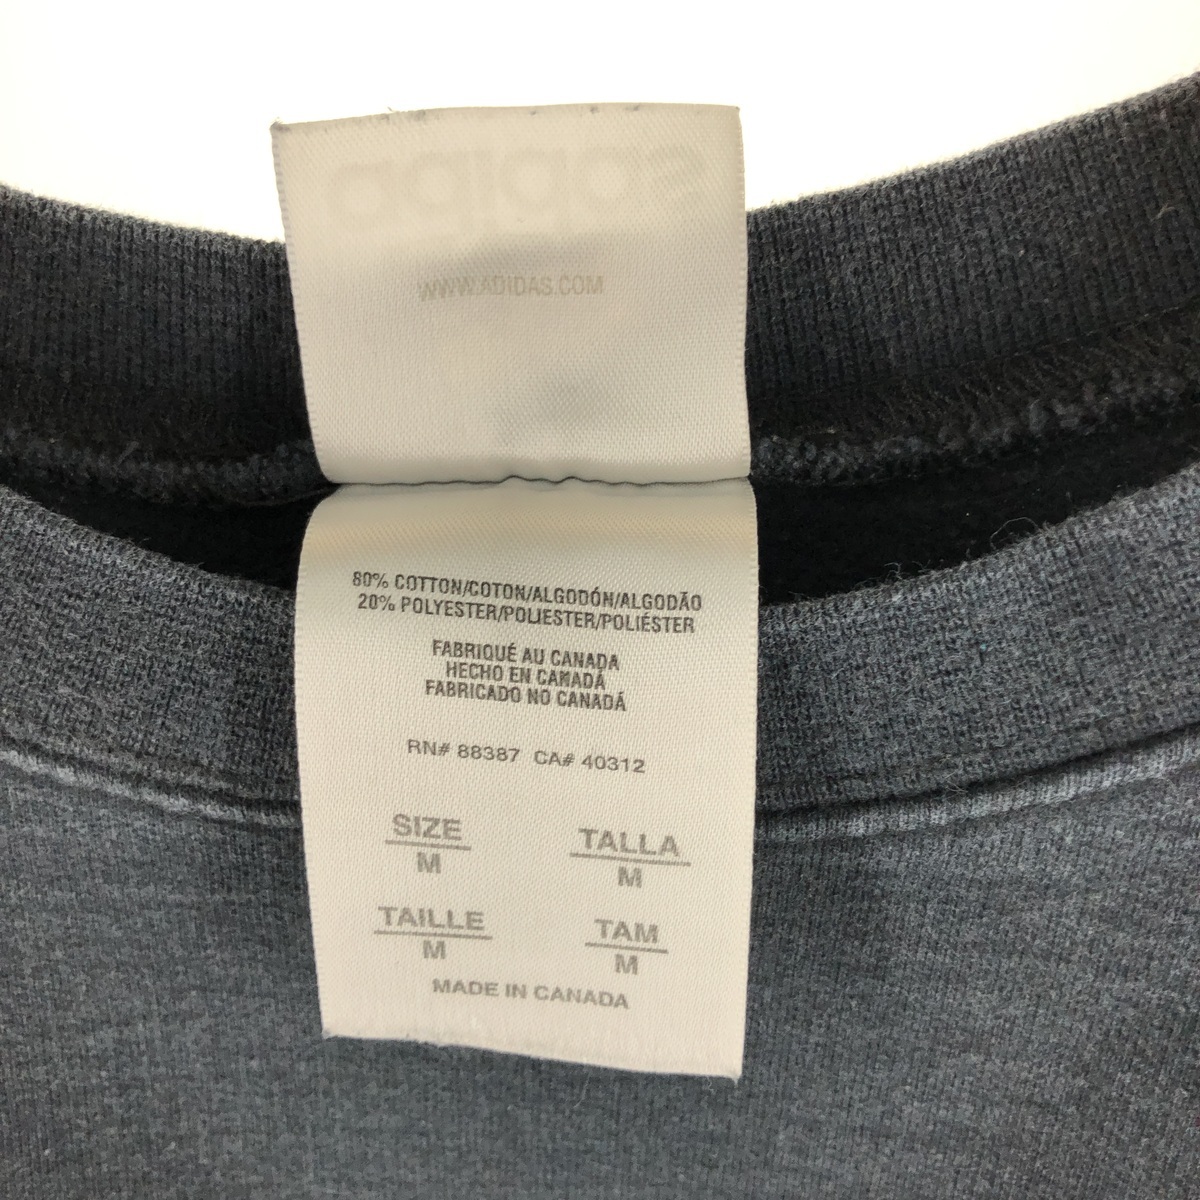 adidas
WWW.ADIDAS.COM
80% COTTON/COTON/ALGODÓN/ALGODÃO
20% POLYESTER/POLIESTER/POLIÉSTER
FABRIQUÉ AU CANADA
HECHO EN CANADÁ
FABRICADO NO CANADÁ
RN# 88387 CA# 40312
SIZE TALLA
M M
TAILLE TAM
M M
MADE IN CANADA